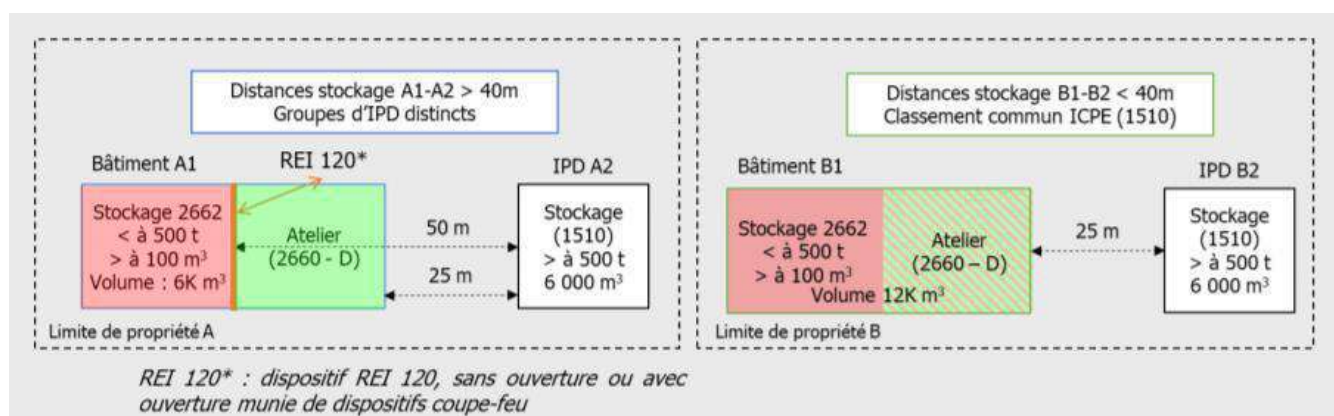 Distances stockage A1-A2 > 40m
Groupes d'IPD distincts
Bâtiment A1
REI 120*
IPD A2
Stockage 2662
< à 500 t
> à 100 m³
Volume : 6K m³
Atelier
(2660 - D)
50 m
25 m
Stockage
(1510)
> à 500 t
6 000 m³
Limite de propriété A
REI 120* : dispositif REI 120, sans ouverture ou avec
ouverture munie de dispositifs coupe-feu
Distances stockage B1-B2 < 40m
Classement commun ICPE (1510)
Bâtiment B1
IPD B2
Stockage 2662
< à 500 t
> à 100 m³
Atelier
(2660 – D)
Volume 12K m³
25 m
Stockage
(1510)
> à 500 t
6 000 m³
Limite de propriété B